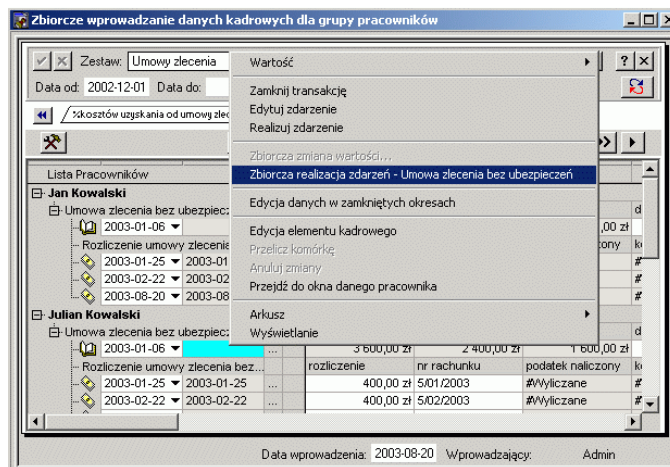 Zbiorcze wprowadzanie danych kadrowych dla grupy pracowników
Zestaw: Umowy zlecenia
Data od: 2002-12-01 Data do:
%kosztów uzyskania od umowy zlec
Lista Pracowników
Jan Kowalski
Umowa zlecenia bez ubezpiec
2003-01-06
,00 zł
Rozliczenie umowy zlecenia
2003-01-25 2003-01 #
2003-02-22 2003-02 #
2003-08-20 2003-08 #
Julian Kowalski
Umowa zlecenia bez ubezpiec
2003-01-06 ... 3 600,00 zł 2 400,00 zł 1 600,00 zł
Rozliczenie umowy zlecenia bez... rozliczenie nr rachunku podatek naliczony
2003-01-25 2003-01-25 ... 400,00 zł 5/01/2003 #Wyliczane #
2003-02-22 2003-02-22 ... 400,00 zł 5/02/2003 #Wyliczane #
Wartość
Zamknij transakcję
Edytuj zdarzenie
Realizuj zdarzenie
Zbiorcza zmiana wartości...
Zbiorcza realizacja zdarzeń - Umowa zlecenia bez ubezpieczeń
Edycja danych w zamkniętych okresach
Edycja elementu kadrowego
Przelicz komórkę
Anuluj zmiany
Przejdź do okna danego pracownika
Arkusz
Wyświetlanie
Data wprowadzenia: 2003-08-20 Wprowadzający: Admin